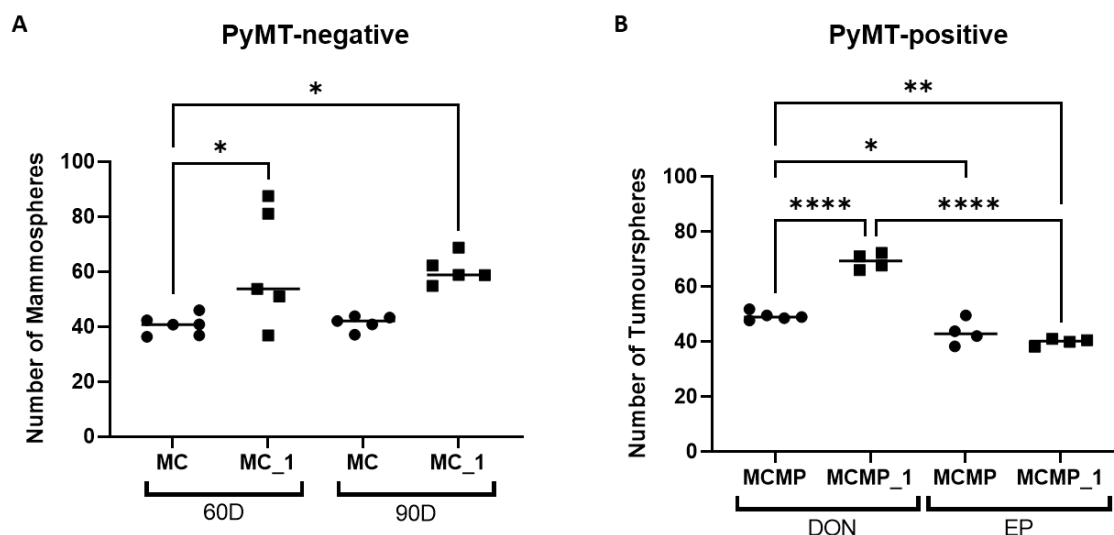 A
PyMT-negative
*
*
Number of Mammospheres
100
80
60
40
20
0
MC
MC_1
MC
MC_1
60D
90D
B
PyMT-positive
**
*
****
****
Number of Tumourspheres
100
80
60
40
20
0
MCMP
MCMP_1
MCMP
MCMP_1
DON
EP